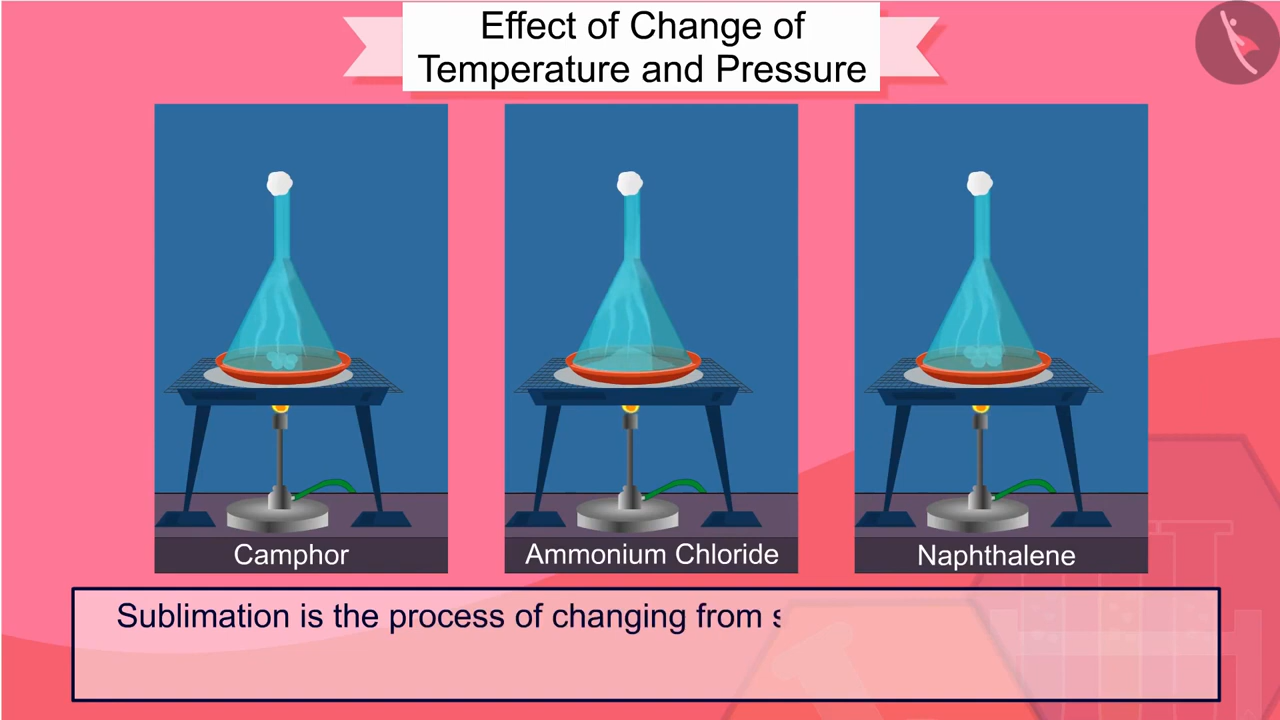 Effect of Change of
Temperature and Pressure
Camphor
Ammonium Chloride
Naphthalene
Sublimation is the process of changing from s